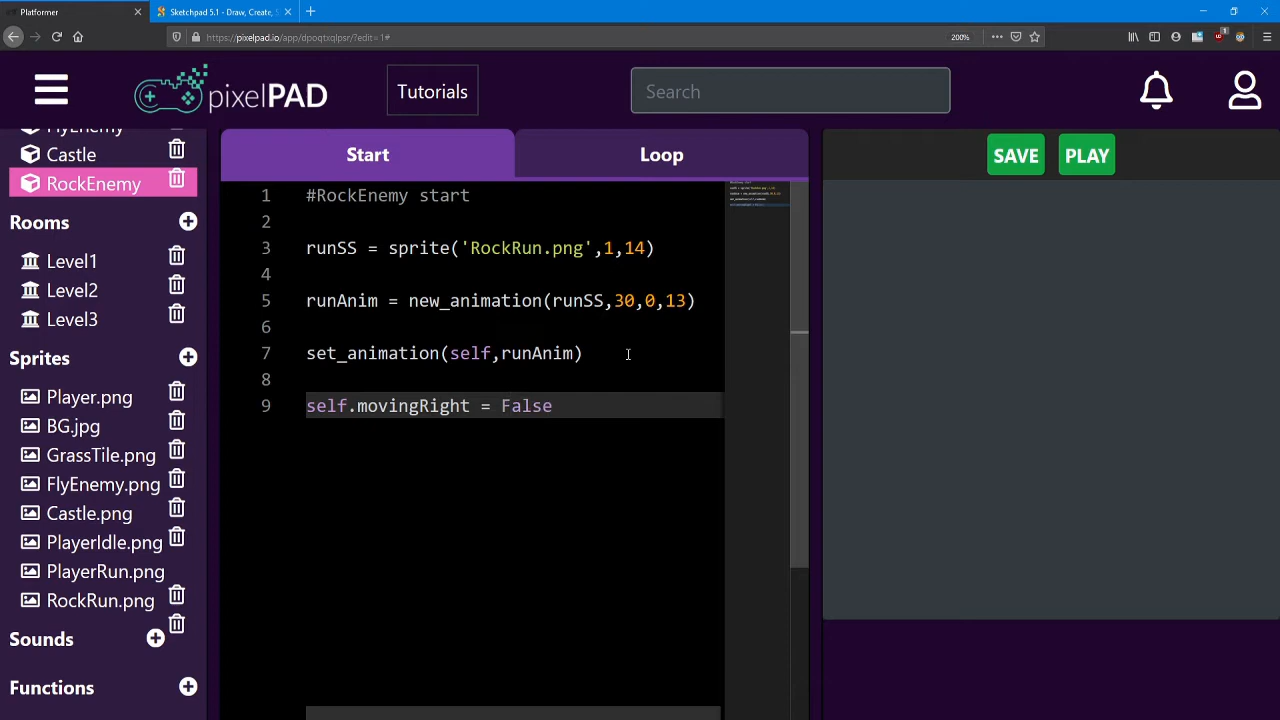 Platformer
Sketchpad 5.1 - Draw, Create, S
https://pixelpad.io/app/dpoqtxqlpsr/?edit=1#
200%
pixelPAD
Tutorials
Search
FlyEnemy
Castle
RockEnemy
Rooms
Level1
Level2
Level3
Sprites
Player.png
BG.jpg
GrassTile.png
FlyEnemy.png
Castle.png
PlayerIdle.png
PlayerRun.png
RockRun.png
Sounds
Functions
Start
Loop
SAVE
PLAY
1 #RockEnemy start
2
3 runSS = sprite('RockRun.png',1,14)
4
5 runAnim = new_animation(runSS,30,0,13)
6
7 set_animation(self,runAnim)
8
9 self.movingRight = False